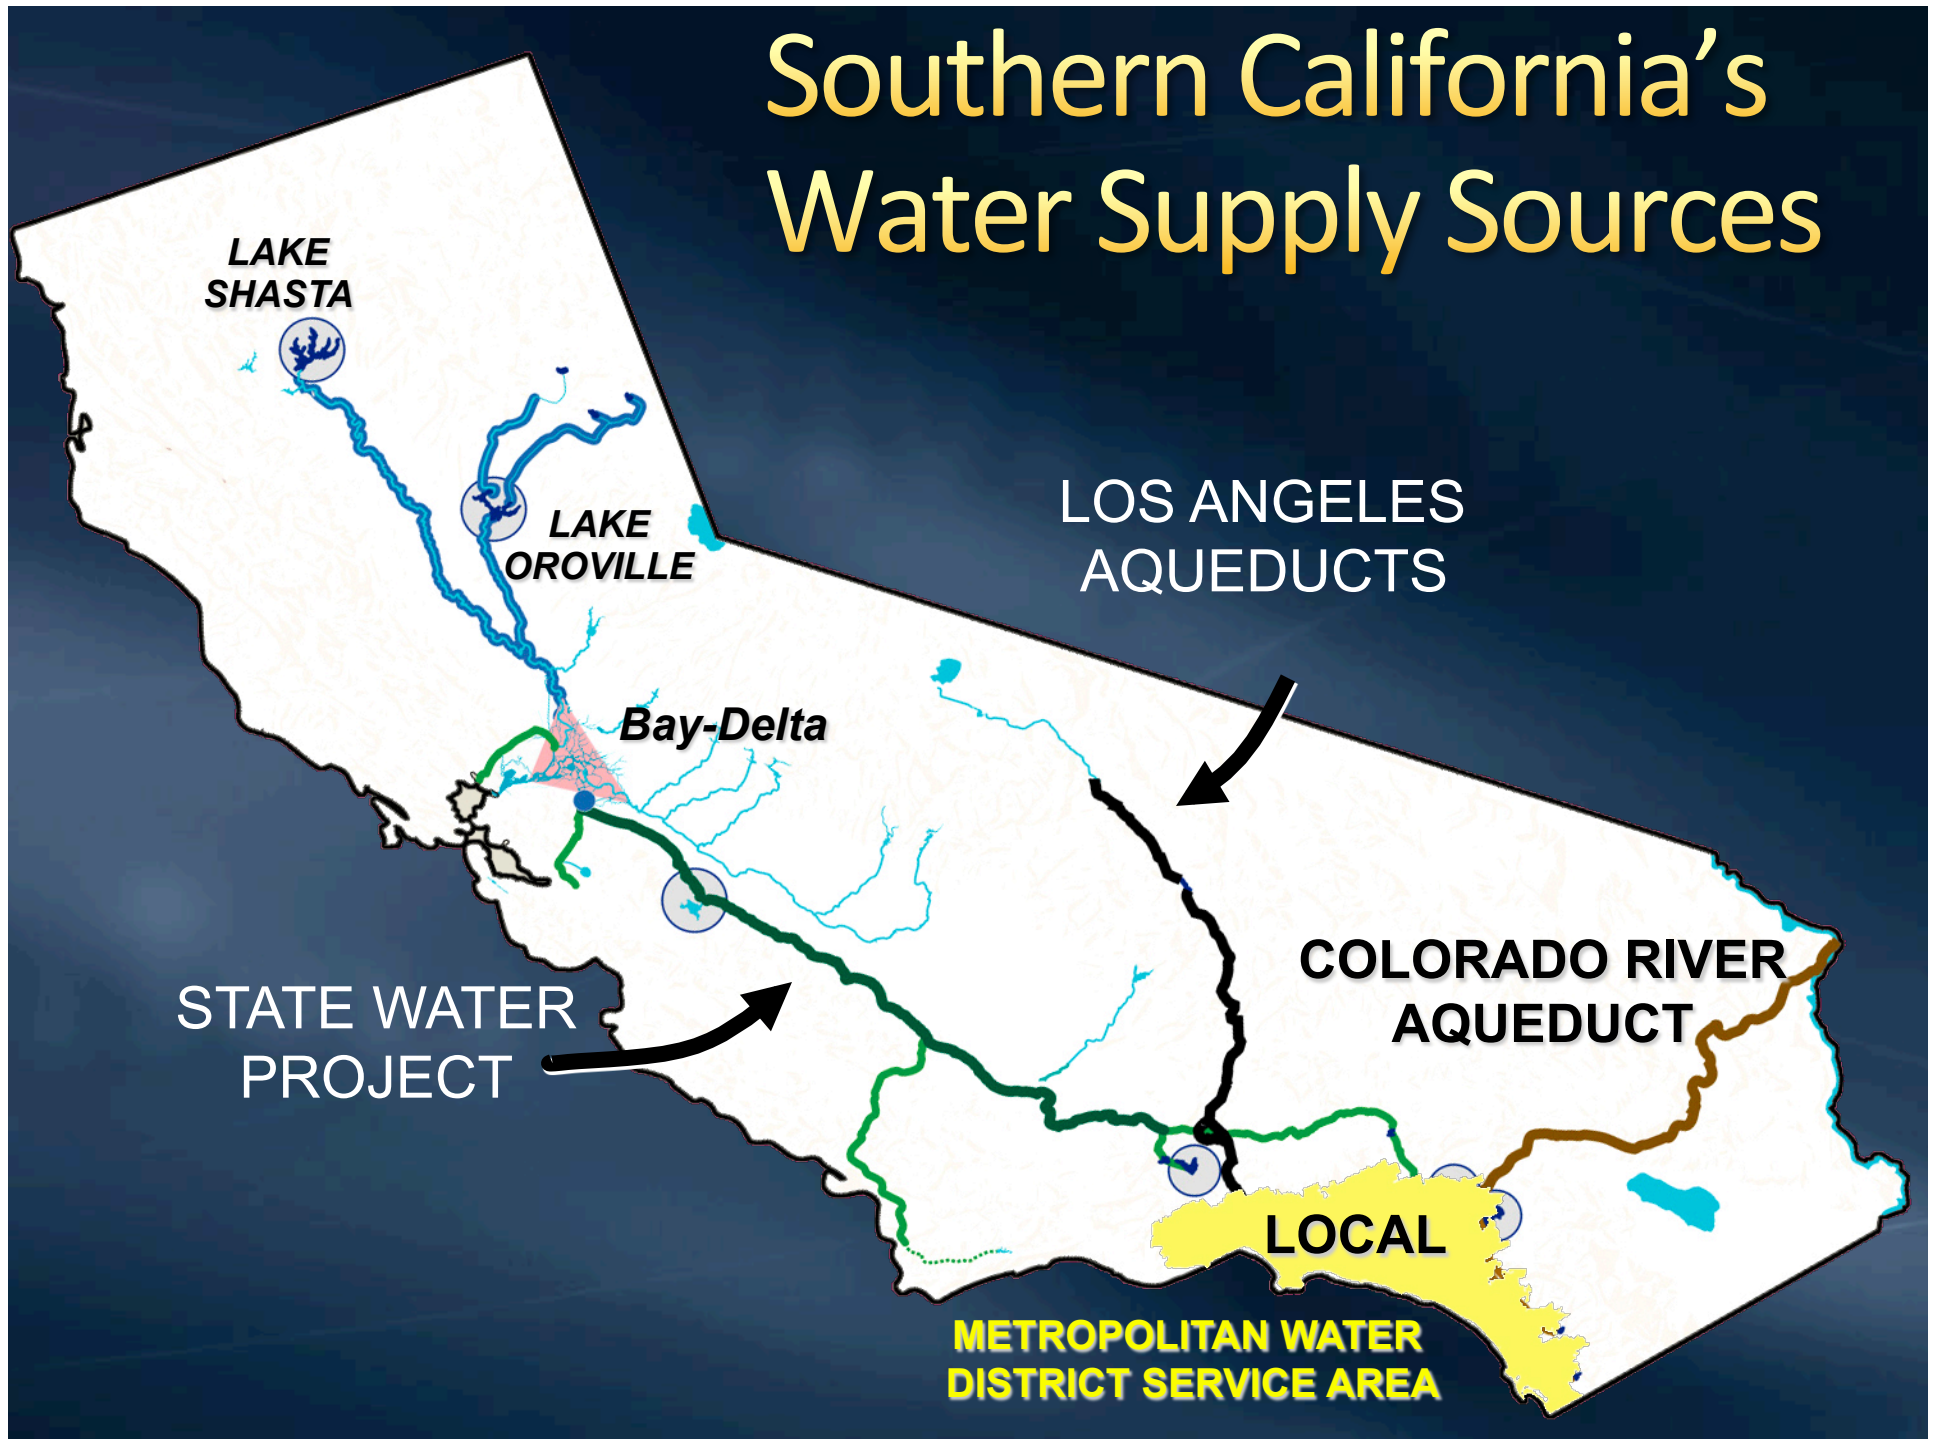 Southern California’s
Water Supply Sources
LAKE
SHASTA
LAKE
OROVILLE
LOS ANGELES
AQUEDUCTS
Bay-Delta
COLORADO RIVER
AQUEDUCT
STATE WATER
PROJECT
LOCAL
METROPOLITAN WATER
DISTRICT SERVICE AREA